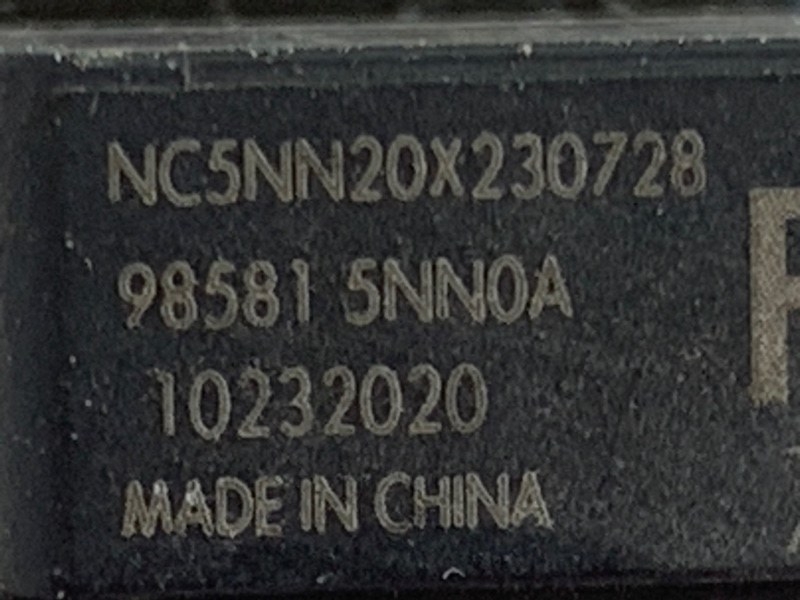 NC5NN20X230728
98581 5NN0A
10232020
MADE IN CHINA